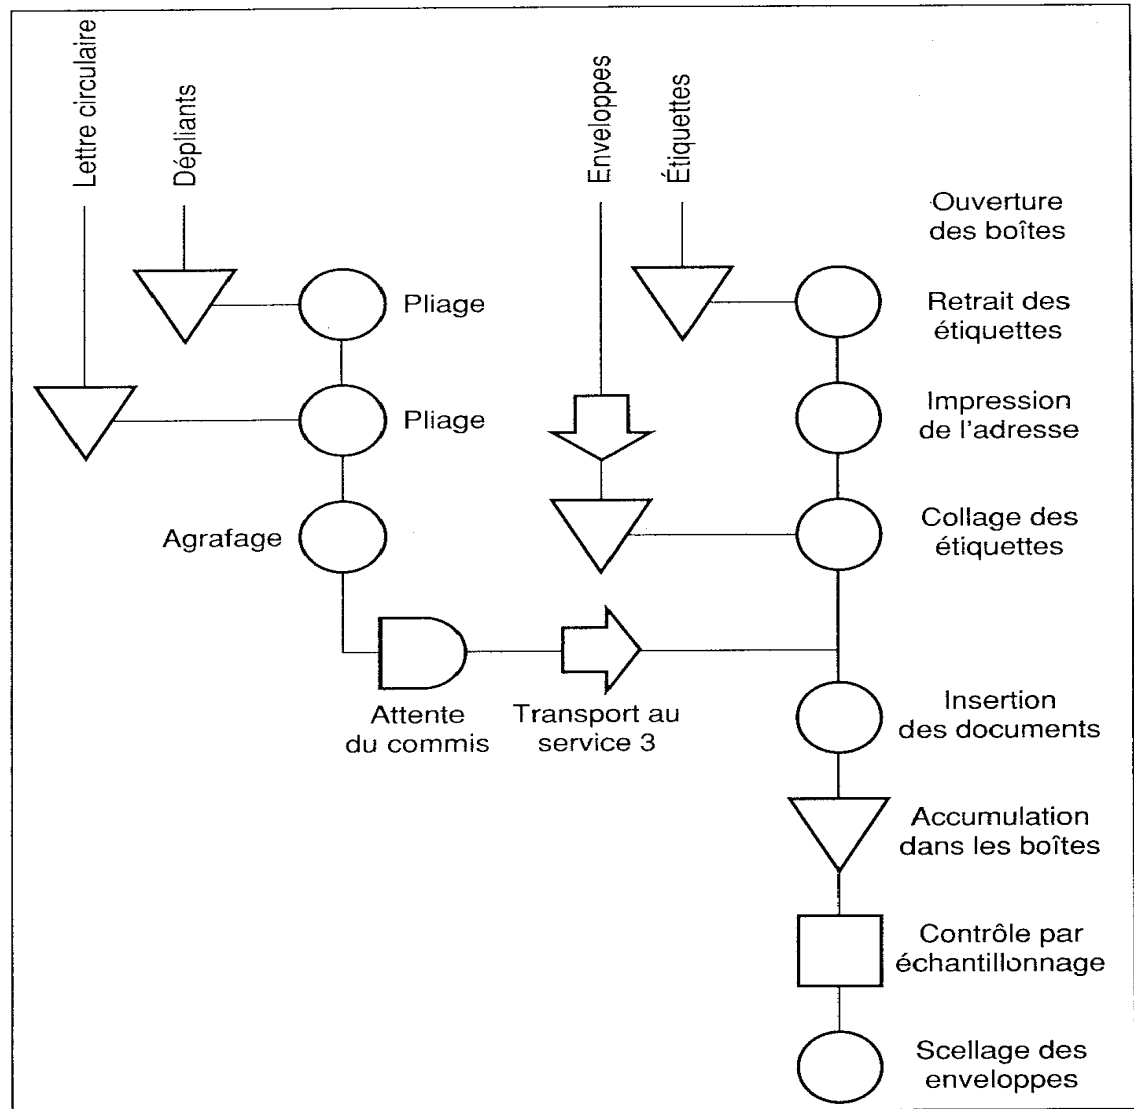 Lettre circulaire
Dépliants
Enveloppes
Étiquettes
Ouverture
des boîtes
Pliage
Retrait des
étiquettes
Pliage
Impression
de l'adresse
Agrafage
Collage des
étiquettes
Attente
du commis
Transport au
service 3
Insertion
des documents
Accumulation
dans les boîtes
Contrôle par
échantillonnage
Scellage des
enveloppes